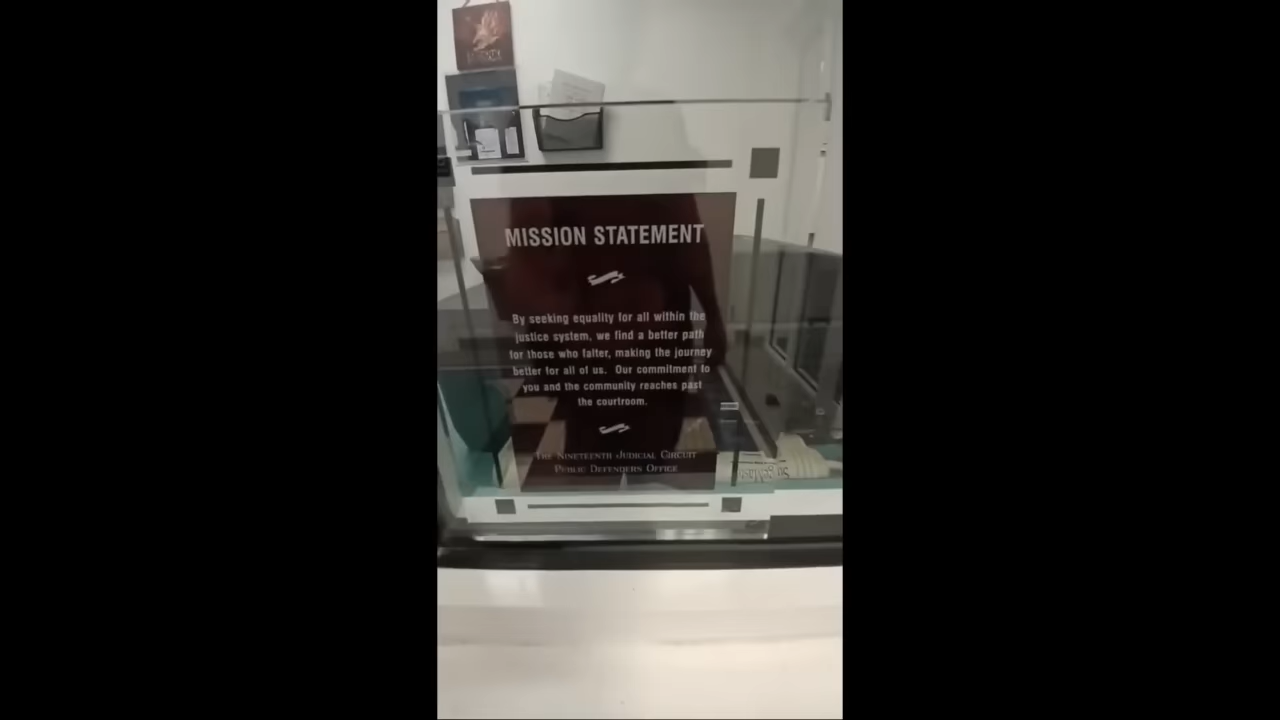 MISSION STATEMENT
By seeking equality for all within the
justice system, we find a better path
for those who falter, making the journey
better for all of us. Our commitment to
you and the community reaches past
the courtroom.
The Nineteenth Judicial Circuit
Public Defenders Office